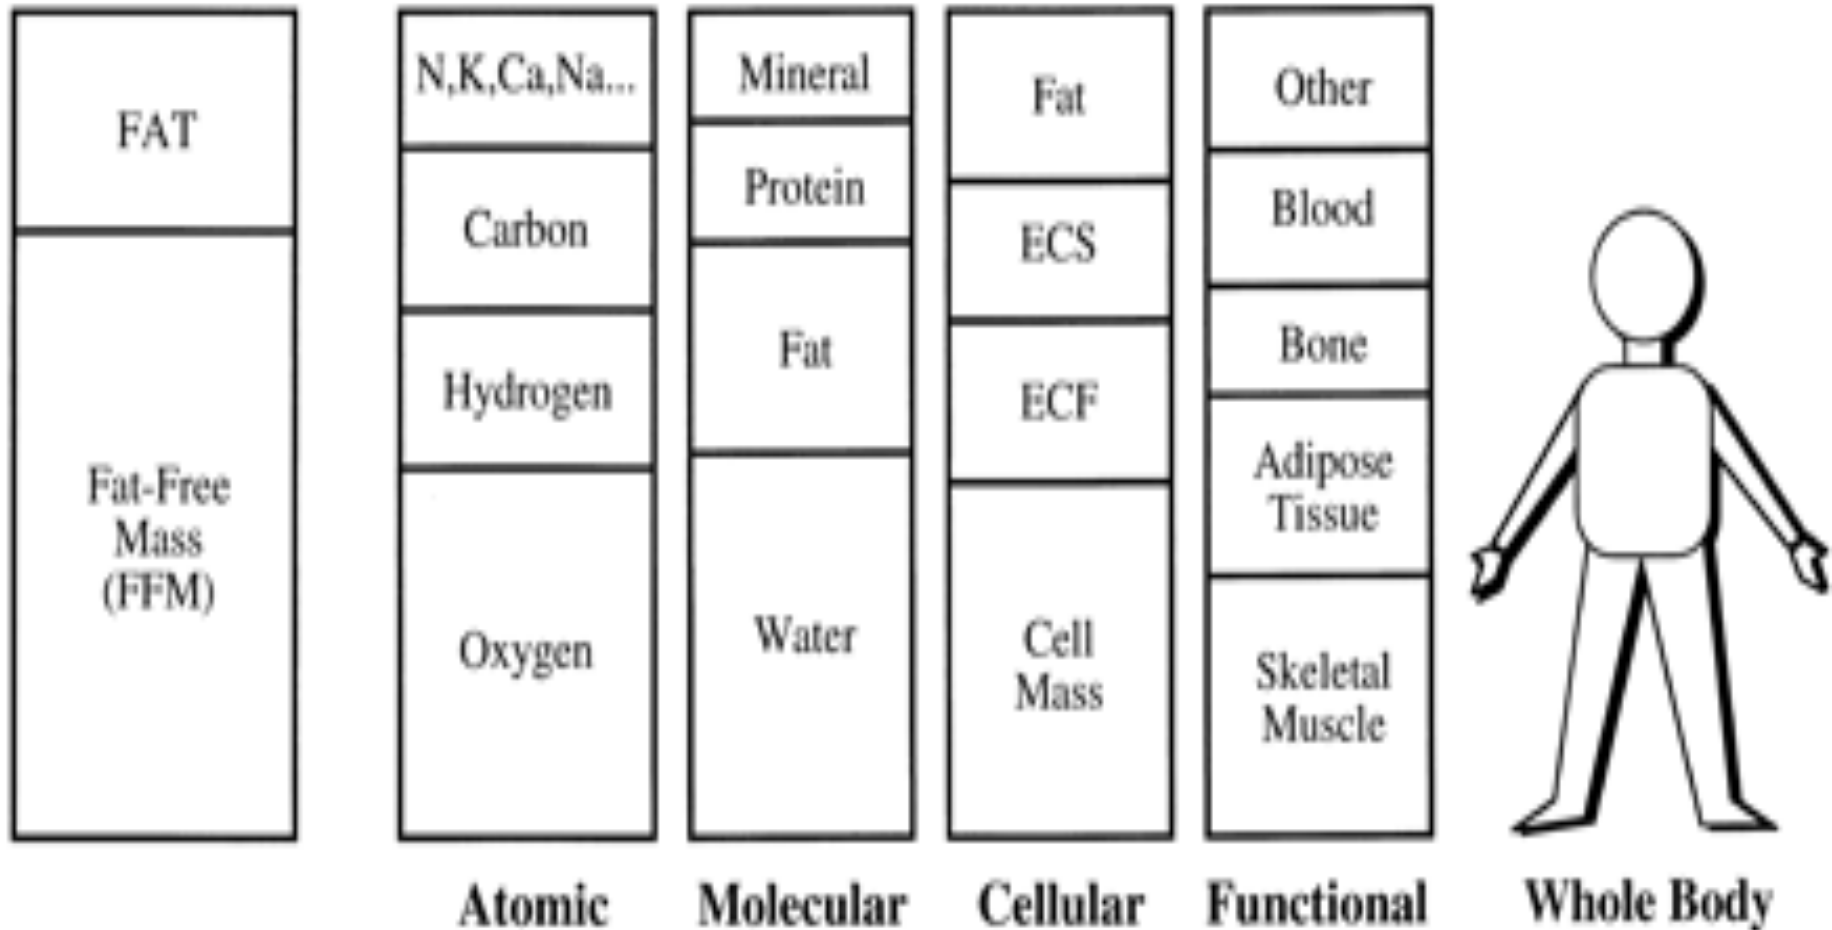 FAT
Fat-Free
Mass
(FFM)
N,K,Ca,Na...
Carbon
Hydrogen
Oxygen
Atomic
Mineral
Protein
Fat
Water
Molecular
Fat
ECS
ECF
Cell
Mass
Cellular
Other
Blood
Bone
Adipose
Tissue
Skeletal
Muscle
Functional
Whole Body